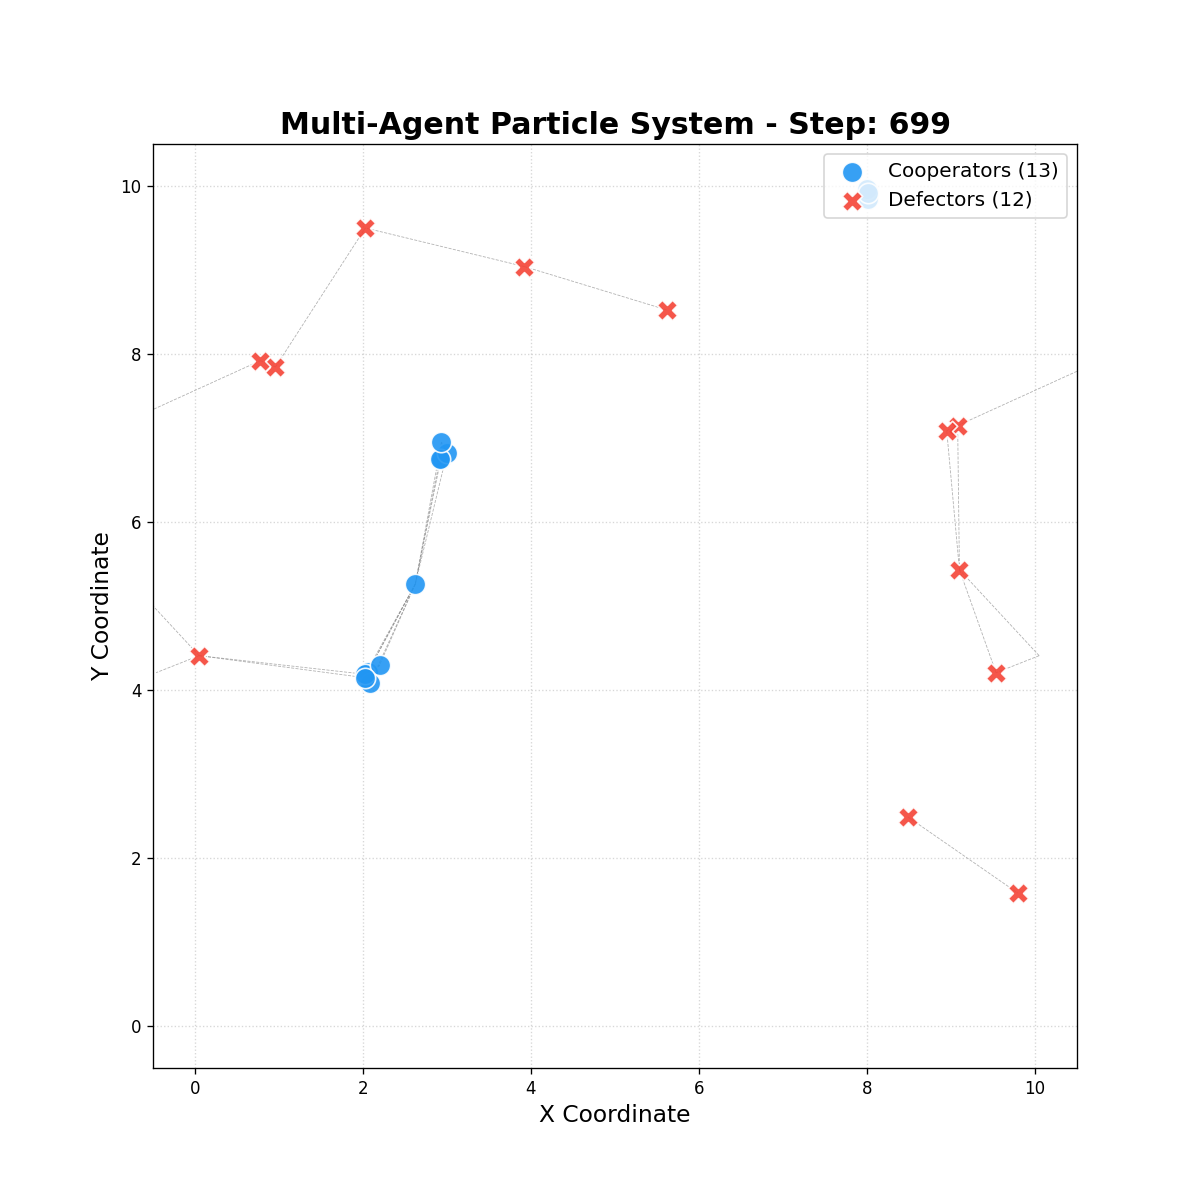 Multi-Agent Particle System - Step: 699
Cooperators (13)
Defectors (12)
10
8
6
4
2
0
Y Coordinate
0 2 4 6 8 10
X Coordinate